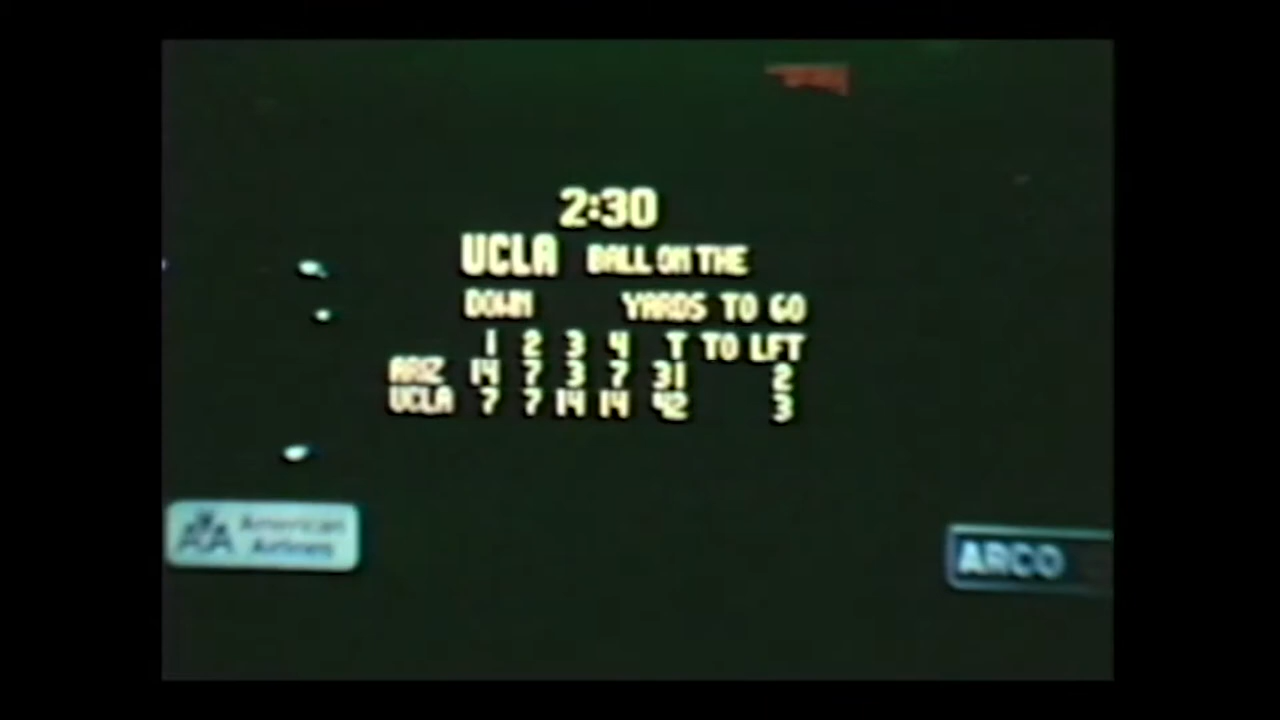 2:30
UCLA BALL ON THE
DOWN YARDS TO GO
1 2 3 4 T TO LFT
ARIZ 14 7 3 7 31 2
UCLA 7 7 14 14 42 3
AA American
Airlines
ARCO